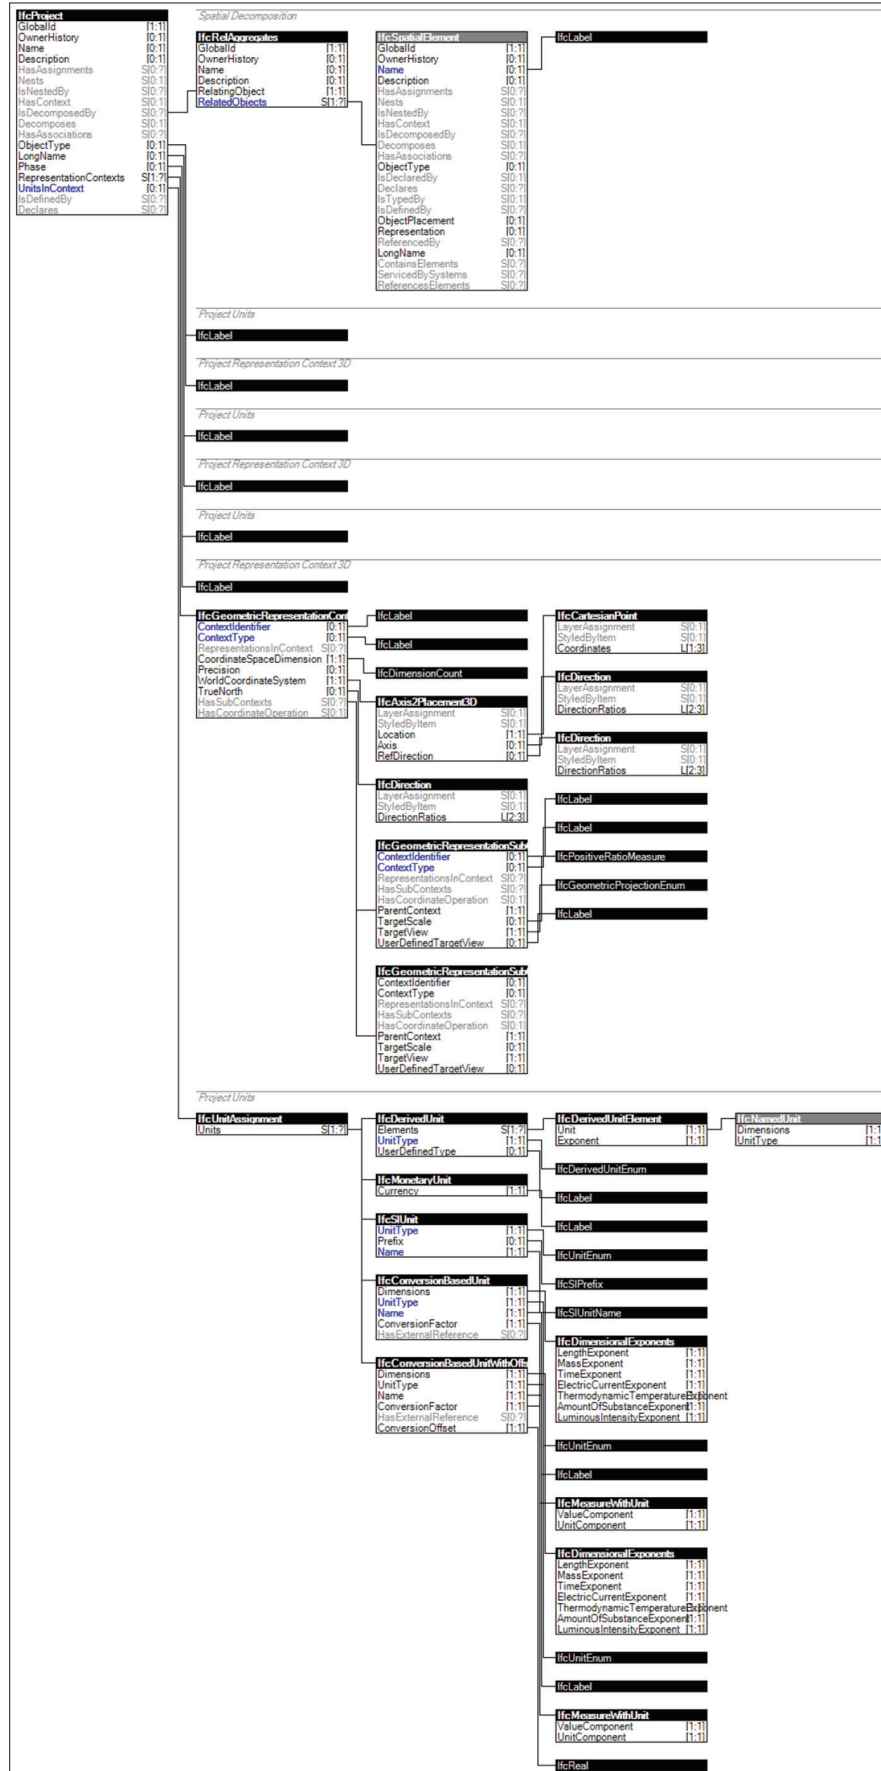 IfcProject
GlobalId [1:1]
OwnerHistory [0:1]
Name [0:1]
Description [0:1]
HasAssignments S[0:?]
Nests S[0:1]
IsNestedBy S[0:?]
HasContext S[0:1]
IsDecomposedBy S[0:?]
Decomposes S[0:1]
HasAssociations S[0:?]
ObjectType [0:1]
LongName [0:1]
Phase [0:1]
RepresentationContexts S[1:?]
UnitsInContext [0:1]
IsDefinedBy S[0:?]
Declares S[0:?]
Spatial Decomposition
IfcRelAggregates
GlobalId [1:1]
OwnerHistory [0:1]
Name [0:1]
Description [0:1]
RelatingObject [1:1]
RelatedObjects S[1:?]
IfcSpatialElement
GlobalId [1:1]
OwnerHistory [0:1]
Name [0:1]
Description [0:1]
HasAssignments S[0:?]
Nests S[0:1]
IsNestedBy S[0:?]
HasContext S[0:1]
IsDecomposedBy S[0:?]
Decomposes S[0:1]
HasAssociations S[0:?]
ObjectType [0:1]
IsDeclaredBy S[0:1]
Declares S[0:?]
IsTypedBy S[0:1]
IsDefinedBy S[0:?]
ObjectPlacement [0:1]
Representation [0:1]
ReferencedBy S[0:?]
LongName [0:1]
ContainsElements S[0:?]
ServicedBySystems S[0:?]
ReferencesElements S[0:?]
IfcLabel
Project Units
IfcLabel
Project Representation Context 3D
IfcLabel
Project Units
IfcLabel
Project Representation Context 3D
IfcLabel
Project Units
IfcLabel
Project Representation Context 3D
IfcLabel
IfcGeometricRepresentationCont
ContextIdentifier [0:1]
ContextType [0:1]
RepresentationsInContext S[0:?]
CoordinateSpaceDimension [1:1]
Precision [0:1]
WorldCoordinateSystem [1:1]
TrueNorth [0:1]
HasSubContexts S[0:?]
HasCoordinateOperation S[0:1]
IfcLabel
IfcLabel
IfcDimensionCount
IfcAxis2Placement3D
LayerAssignment S[0:1]
StyledByItem S[0:1]
Location [1:1]
Axis [0:1]
RefDirection [0:1]
IfcDirection
LayerAssignment S[0:1]
StyledByItem S[0:1]
DirectionRatios L[2:3]
IfcGeometricRepresentationSub
ContextIdentifier [0:1]
ContextType [0:1]
RepresentationsInContext S[0:?]
HasSubContexts S[0:?]
HasCoordinateOperation S[0:1]
ParentContext [1:1]
TargetScale [0:1]
TargetView [1:1]
UserDefinedTargetView [0:1]
IfcGeometricRepresentationSub
ContextIdentifier [0:1]
ContextType [0:1]
RepresentationsInContext S[0:?]
HasSubContexts S[0:?]
HasCoordinateOperation S[0:1]
ParentContext [1:1]
TargetScale [0:1]
TargetView [1:1]
UserDefinedTargetView [0:1]
IfcCartesianPoint
LayerAssignment S[0:1]
StyledByItem S[0:1]
Coordinates L[1:3]
IfcDirection
LayerAssignment S[0:1]
StyledByItem S[0:1]
DirectionRatios L[2:3]
IfcDirection
LayerAssignment S[0:1]
StyledByItem S[0:1]
DirectionRatios L[2:3]
IfcLabel
IfcLabel
IfcPositiveRatioMeasure
IfcGeometricProjectionEnum
IfcLabel
Project Units
IfcUnitAssignment
Units S[1:?]
IfcDerivedUnit
Elements S[1:?]
UnitType [1:1]
UserDefinedType [0:1]
IfcMonetaryUnit
Currency [1:1]
IfcSIUnit
UnitType [1:1]
Prefix [0:1]
Name [1:1]
IfcConversionBasedUnit
Dimensions [1:1]
UnitType [1:1]
Name [1:1]
ConversionFactor [1:1]
HasExternalReference S[0:?]
IfcConversionBasedUnitWithOffs
Dimensions [1:1]
UnitType [1:1]
Name [1:1]
ConversionFactor [1:1]
HasExternalReference S[0:?]
ConversionOffset [1:1]
IfcDerivedUnitElement
Unit [1:1]
Exponent [1:1]
IfcDerivedUnitEnum
IfcLabel
IfcLabel
IfcUnitEnum
IfcSIPrefix
IfcSIUnitName
IfcDimensionalExponents
LengthExponent [1:1]
MassExponent [1:1]
TimeExponent [1:1]
ElectricCurrentExponent [1:1]
ThermodynamicTemperatureExponent
AmountOfSubstanceExponent [1:1]
LuminousIntensityExponent [1:1]
IfcUnitEnum
IfcLabel
IfcMeasureWithUnit
ValueComponent [1:1]
UnitComponent [1:1]
IfcDimensionalExponents
LengthExponent [1:1]
MassExponent [1:1]
TimeExponent [1:1]
ElectricCurrentExponent [1:1]
ThermodynamicTemperatureExponent
AmountOfSubstanceExponent [1:1]
LuminousIntensityExponent [1:1]
IfcUnitEnum
IfcLabel
IfcMeasureWithUnit
ValueComponent [1:1]
UnitComponent [1:1]
IfcReal
IfcNamedUnit
Dimensions [1:1
UnitType [1:1